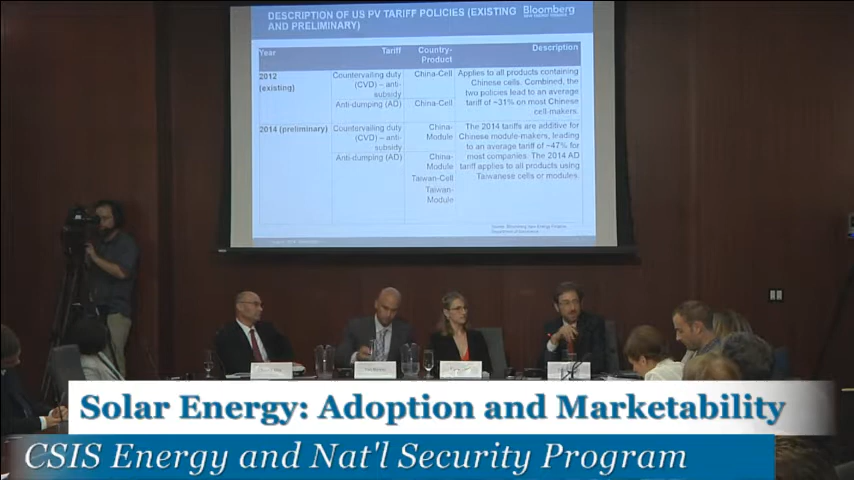 DESCRIPTION OF US PV TARIFF POLICIES (EXISTING
AND PRELIMINARY)
Bloomberg
NEW ENERGY FINANCE
Year Tariff Country-Product Description
2012 (existing)
Countervailing duty (CVD) – anti-subsidy
China-Cell
Anti-dumping (AD)
China-Cell
Applies to all products containing
Chinese cells. Combined, the
two policies lead to an average
tariff of ~31% on most Chinese
cell-makers.
2014 (preliminary)
Countervailing duty (CVD) – anti-subsidy
China-Module
Anti-dumping (AD)
China-Module
Taiwan-Cell
Taiwan-Module
The 2014 tariffs are additive for
Chinese module-makers, leading
to an average tariff of ~47% for
most companies. The 2014 AD
tariff applies to all products using
Taiwanese cells or modules.
Solar Energy: Adoption and Marketability
CSIS Energy and Nat'l Security Program